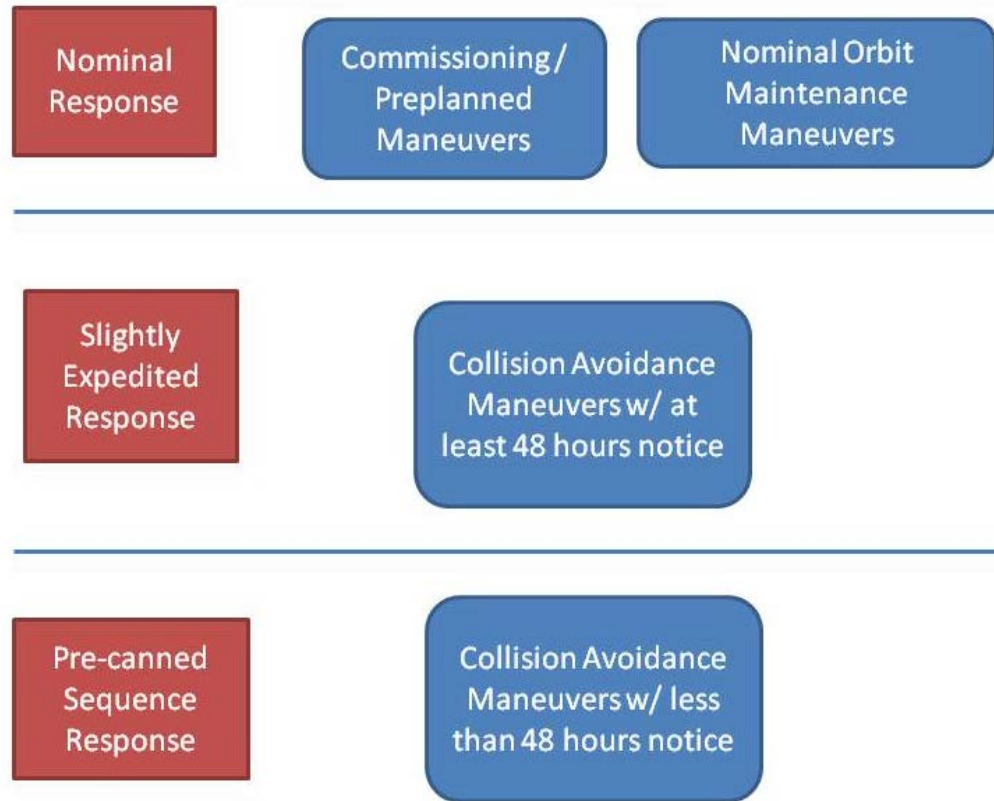 Nominal
Response
Commissioning /
Preplanned
Maneuvers
Nominal Orbit
Maintenance
Maneuvers
Slightly
Expedited
Response
Collision Avoidance
Maneuvers w/ at
least 48 hours notice
Pre-canned
Sequence
Response
Collision Avoidance
Maneuvers w/ less
than 48 hours notice